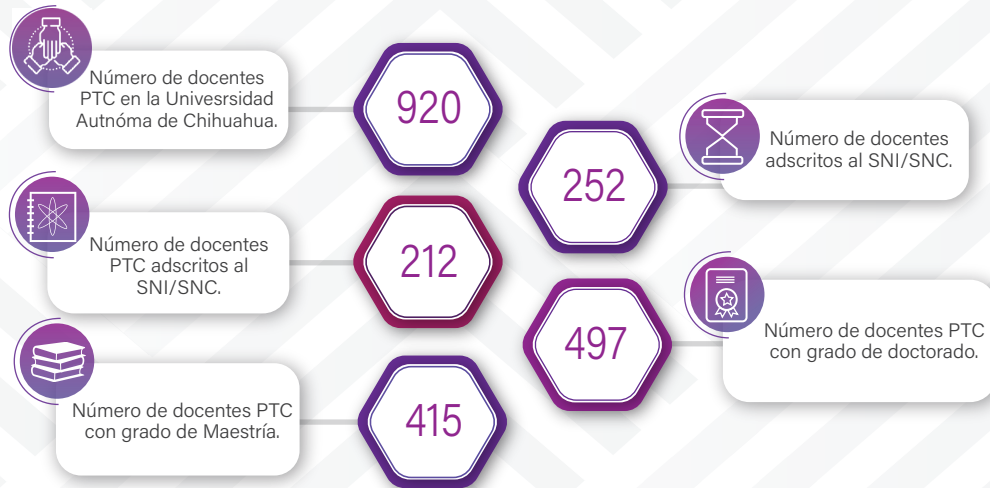 Número de docentes
PTC en la Univesrsidad
Autnóma de Chihuahua.
920
Número de docentes
adscritos al SNI/SNC.
252
Número de docentes
PTC adscritos al
SNI/SNC.
212
Número de docentes PTC
con grado de doctorado.
497
Número de docentes PTC
con grado de Maestría.
415